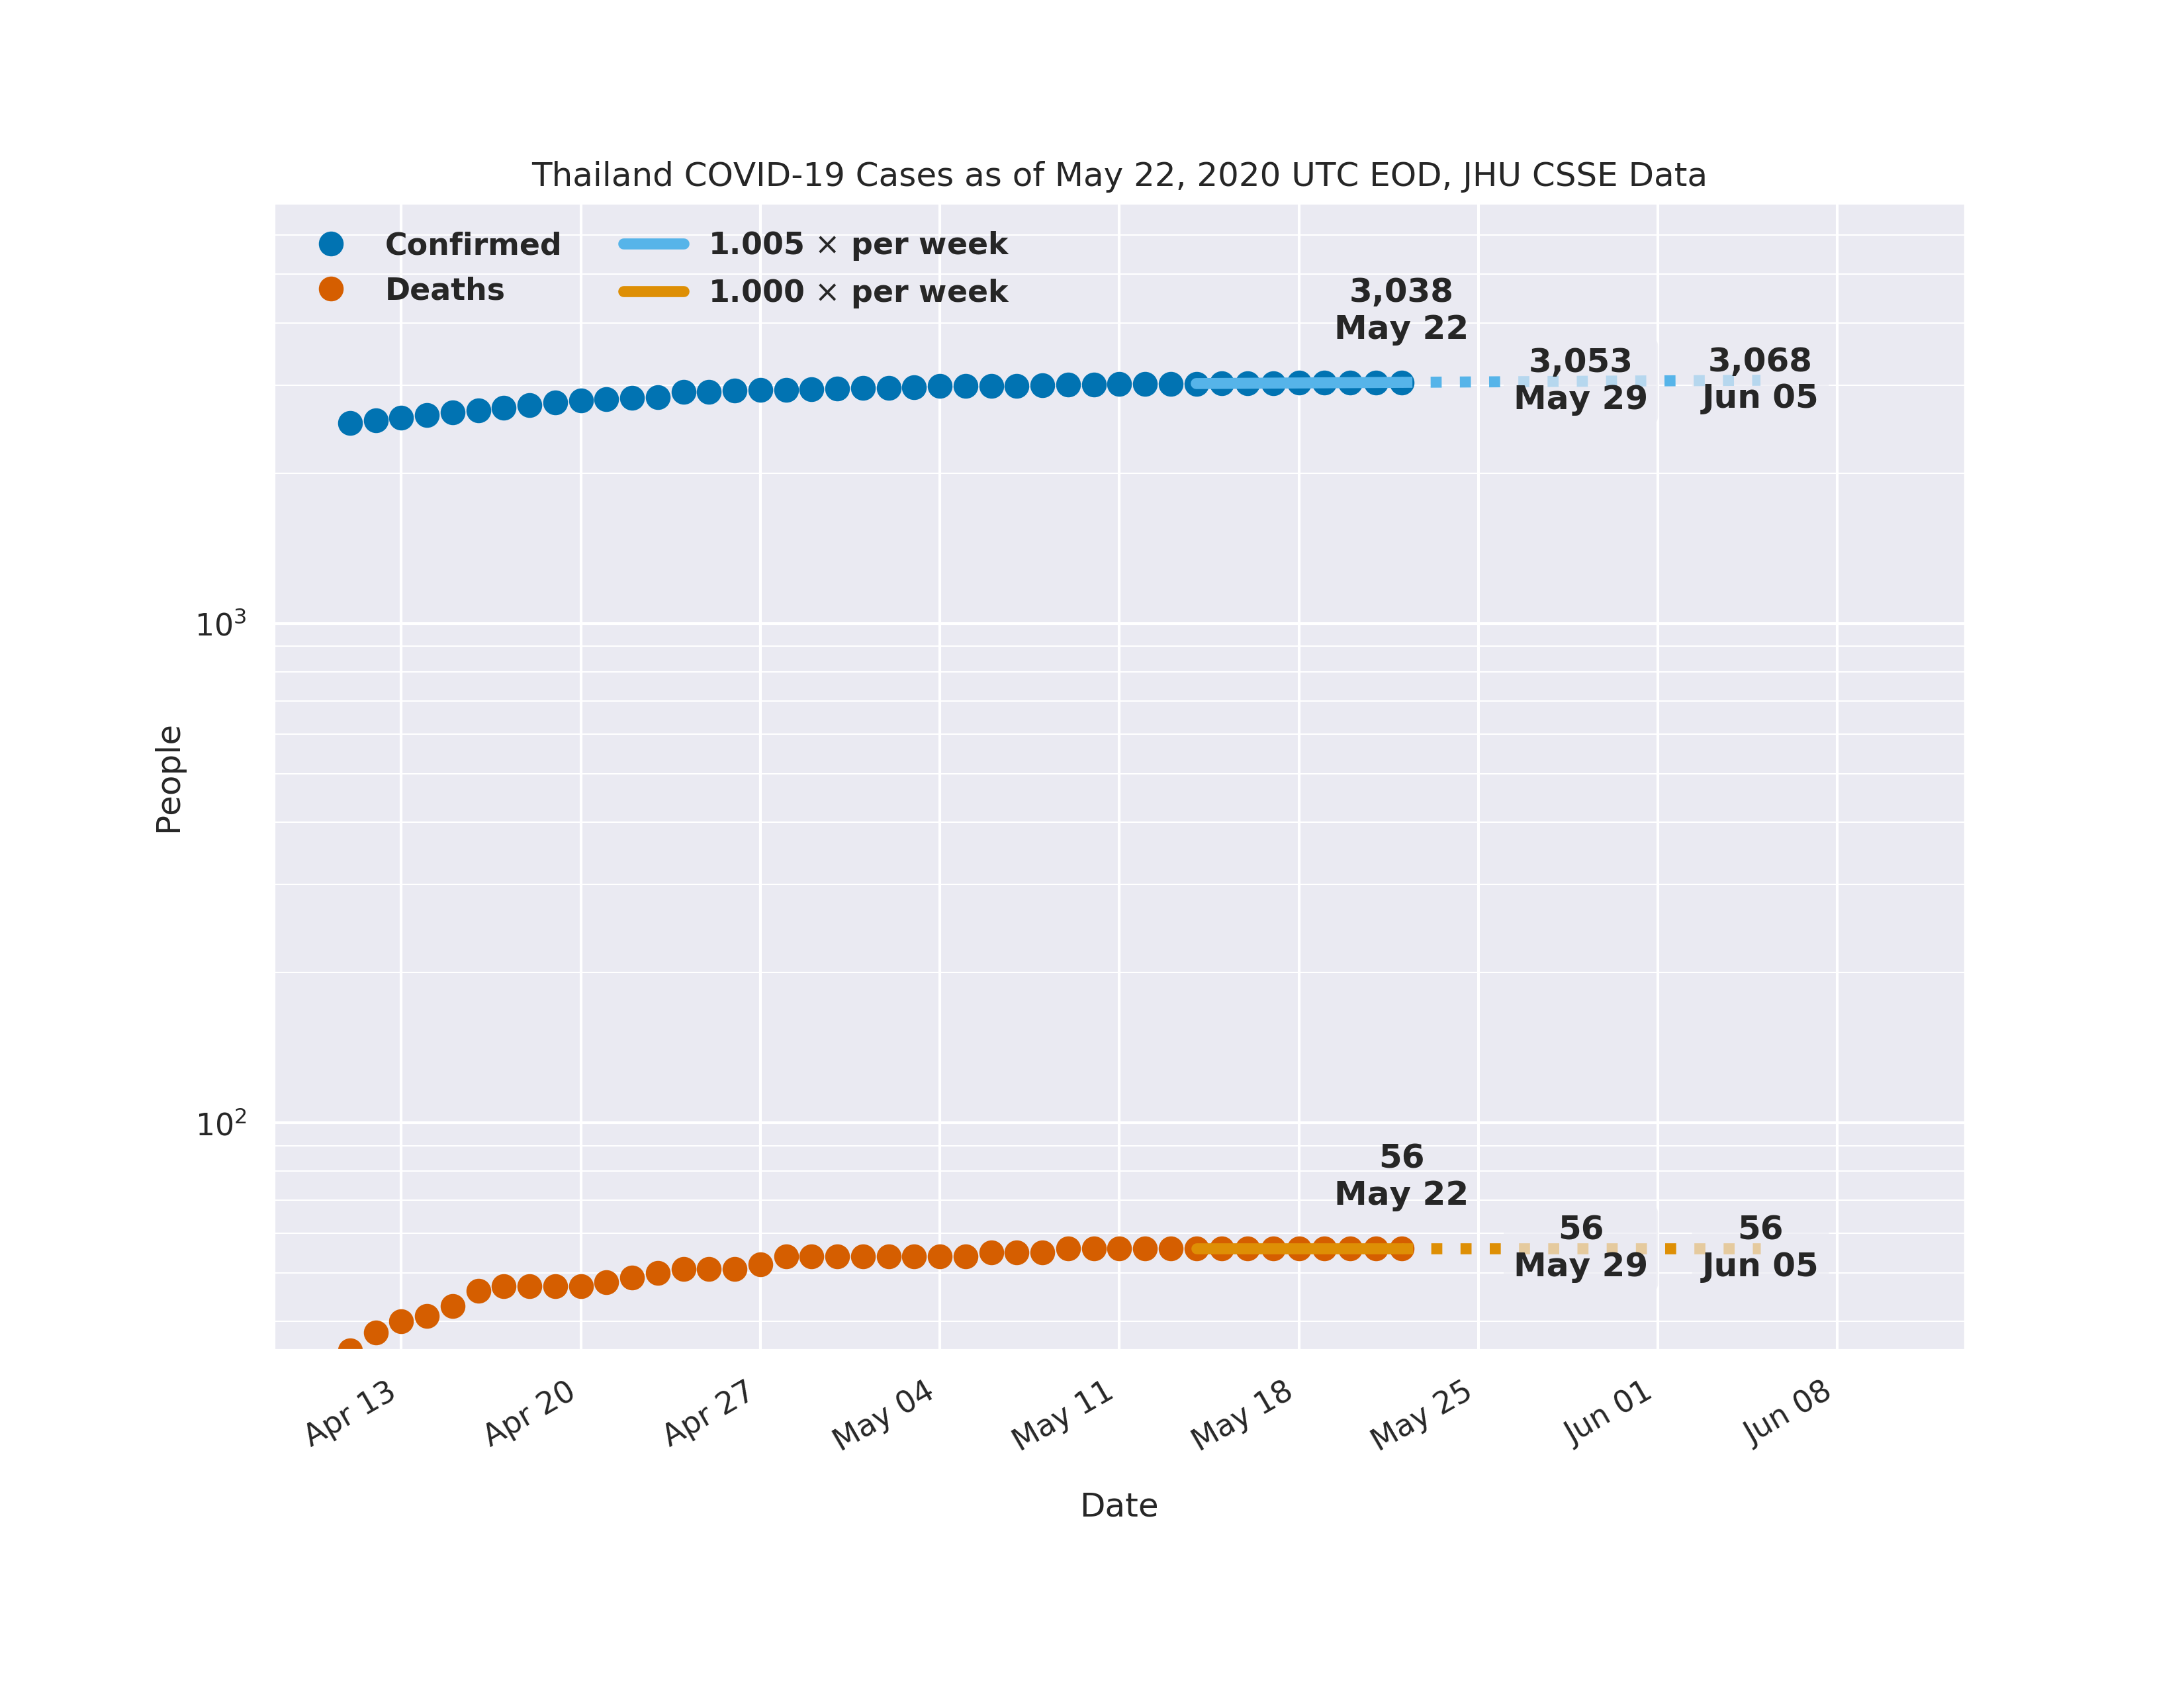 Thailand COVID-19 Cases as of May 22, 2020 UTC EOD, JHU CSSE Data
Confirmed
Deaths
1.005 × per week
1.000 × per week
3,038
May 22
3,053
May 29
3,068
Jun 05
10³
People
10²
56
May 22
56
May 29
56
Jun 05
Apr 13
Apr 20
Apr 27
May 04
May 11
May 18
May 25
Jun 01
Jun 08
Date